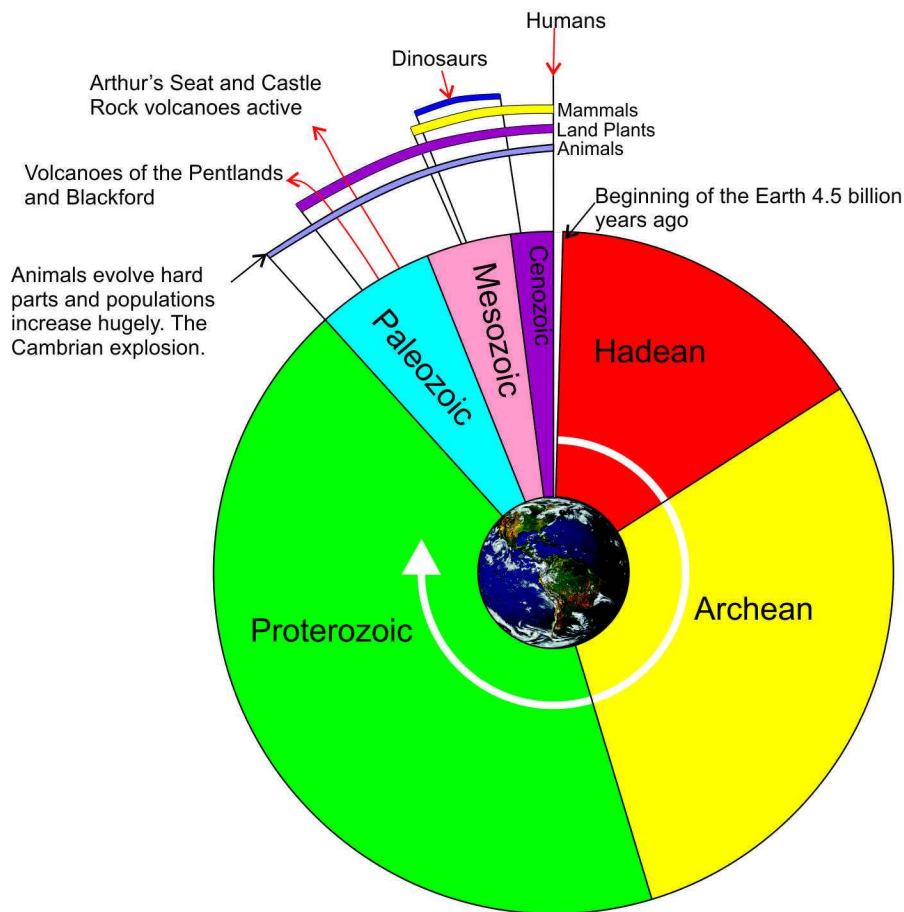 Humans
Dinosaurs
Arthur's Seat and Castle
Rock volcanoes active
Mammals
Land Plants
Animals
Volcanoes of the Pentlands
and Blackford
Beginning of the Earth 4.5 billion
years ago
Animals evolve hard
parts and populations
increase hugely. The
Cambrian explosion.
Paleozoic
Mesozoic
Cenozoic
Hadean
Archean
Proterozoic